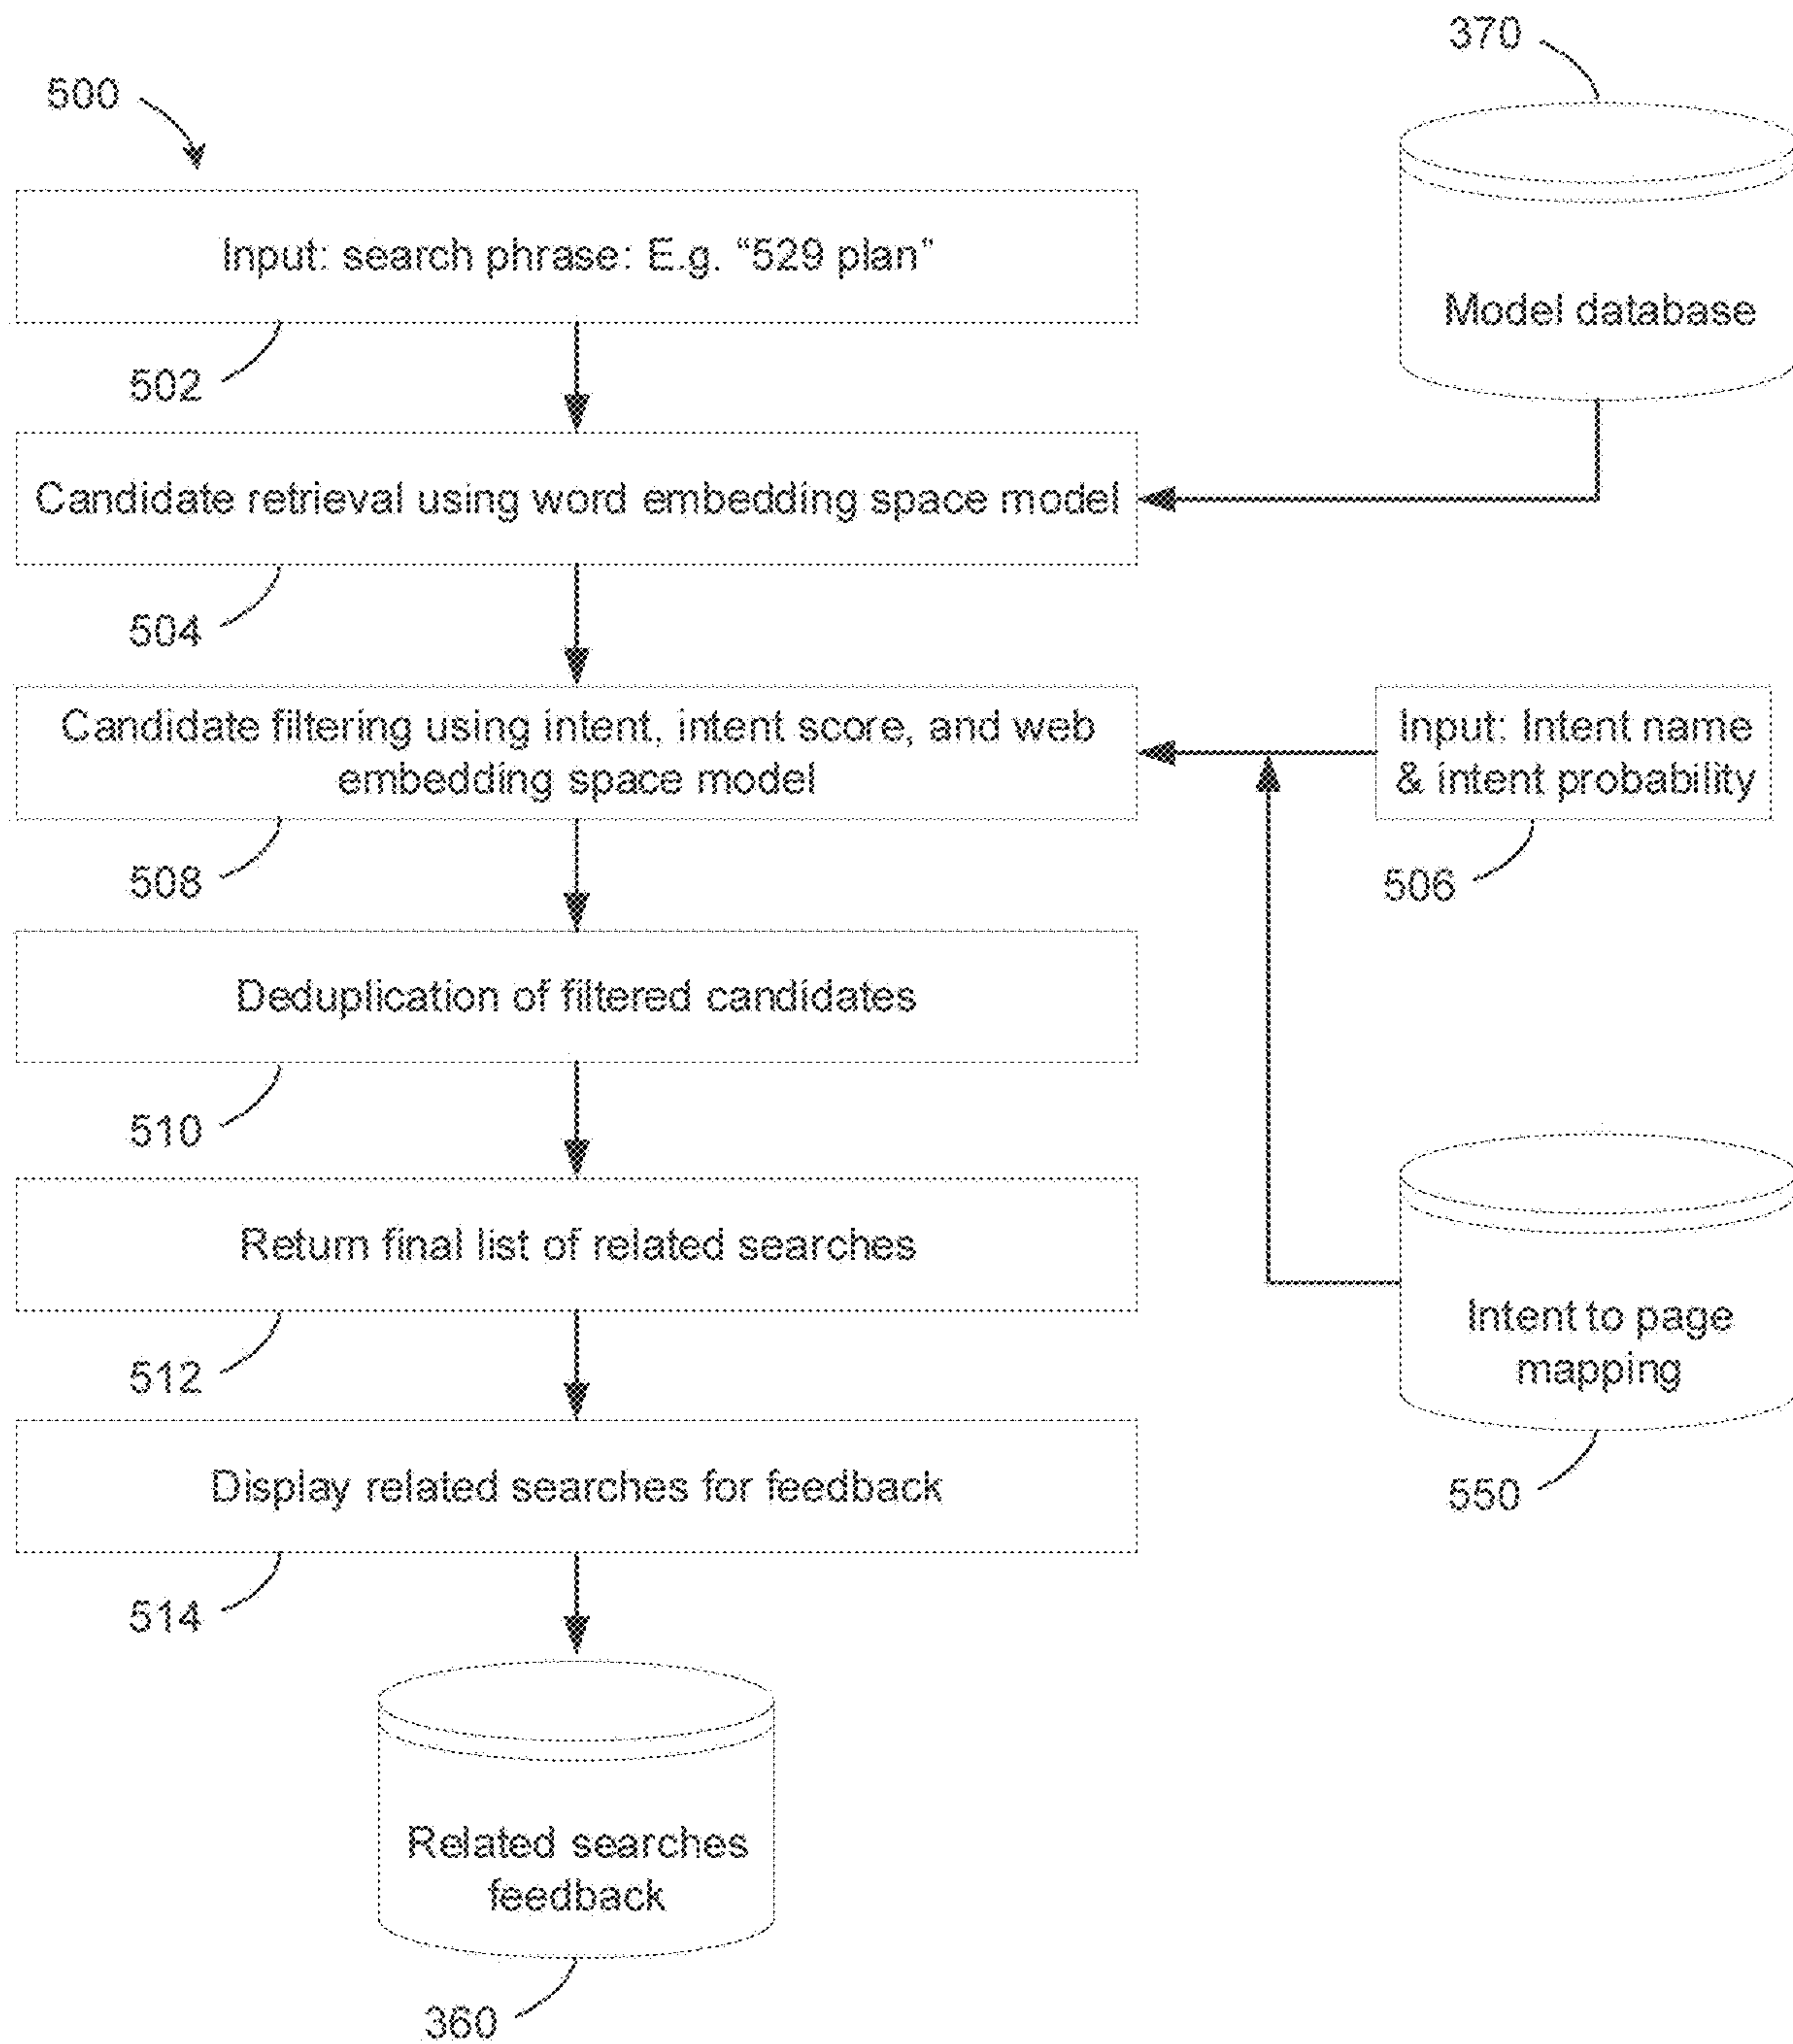 370
500
Input: search phrase: E.g. “529 plan”
Model database
502
Candidate retrieval using word embedding space model
504
Candidate filtering using intent, intent score, and web
embedding space model
Input: Intent name
& intent probability
508
506
Deduplication of filtered candidates
510
Return final list of related searches
Intent to page
mapping
512
Display related searches for feedback
550
514
Related searches
feedback
360